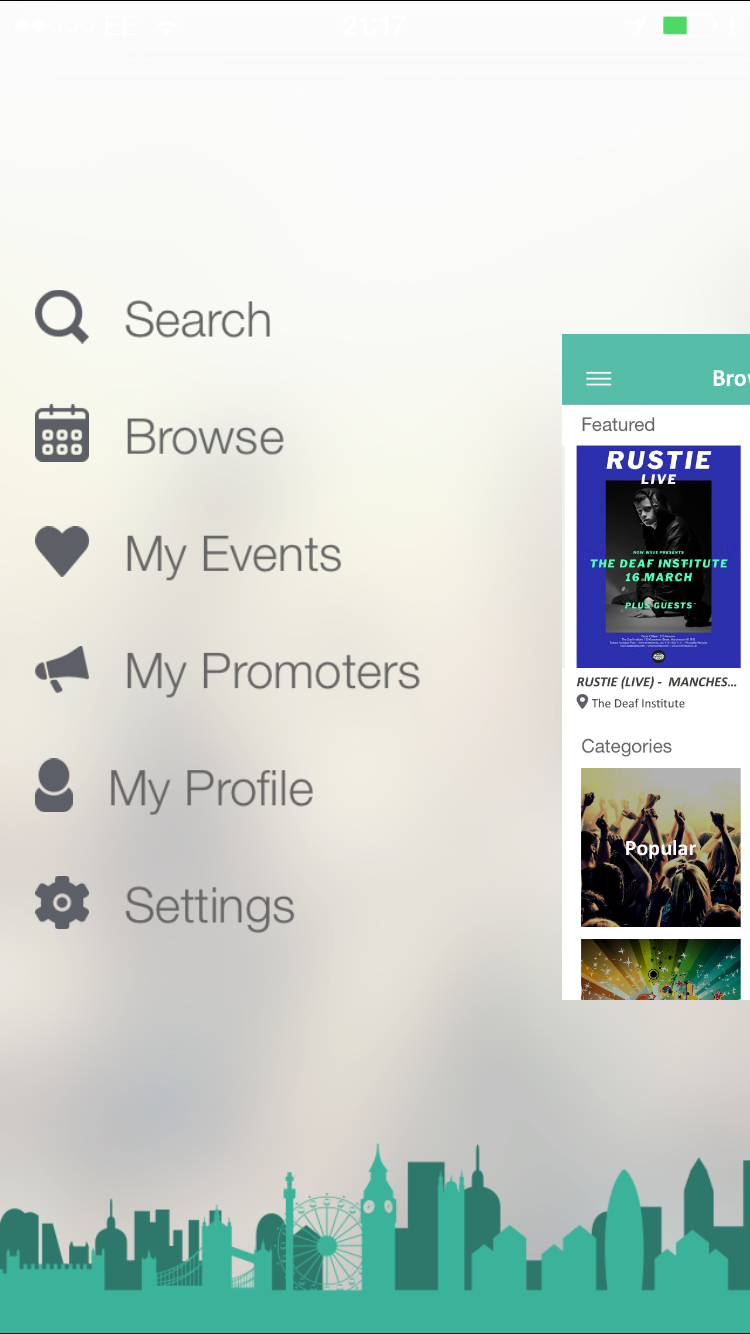 EE
21:17
Search
Browse
My Events
My Promoters
My Profile
Settings
Brow
Featured
RUSTIE
LIVE
NOW WAVE PRESENTS
THE DEAF INSTITUTE
16 MARCH
PLUS GUESTS
RUSTIE (LIVE) - MANCHES...
The Deaf Institute
Categories
Popular